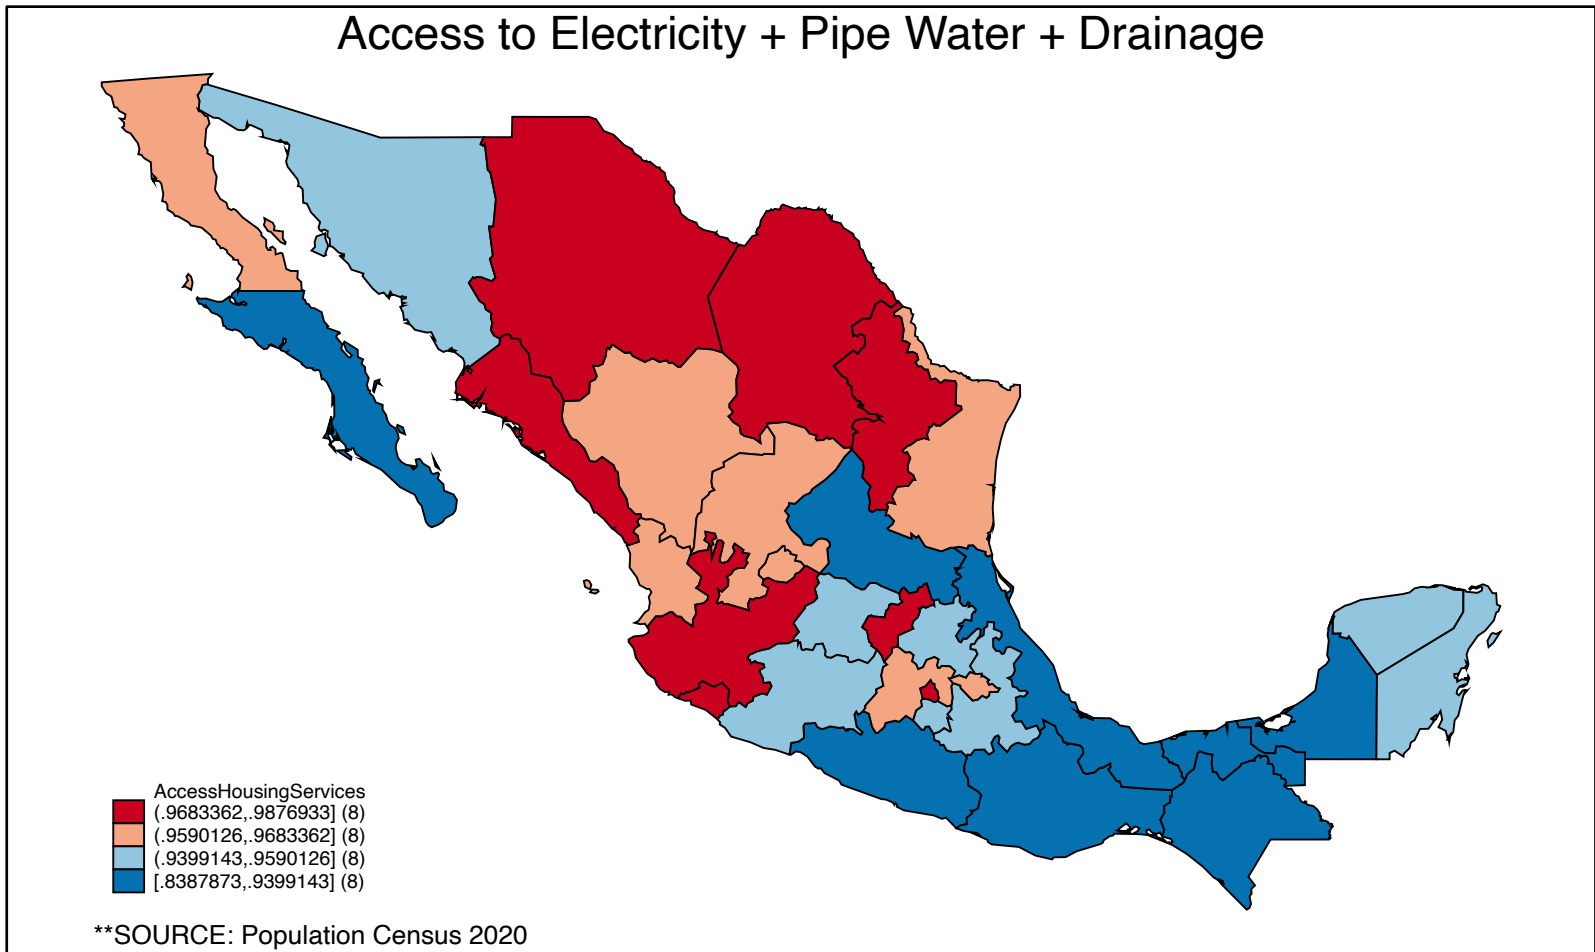 Access to Electricity + Pipe Water + Drainage
AccessHousingServices
(.9683362,.9876933] (8)
(.9590126,.9683362] (8)
(.9399143,.9590126] (8)
[.8387873,.9399143] (8)
**SOURCE: Population Census 2020